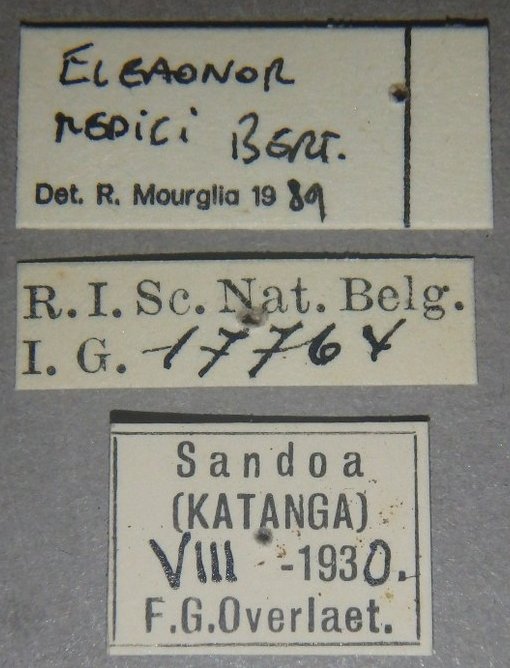 ELEAONOR
MEDICI BERT.
Det. R. Mourglia 1989
R. I. Sc. Nat. Belg.
I. G. 17764
Sandoa
(KATANGA)
VIII -1930.
F.G.Overlaet.